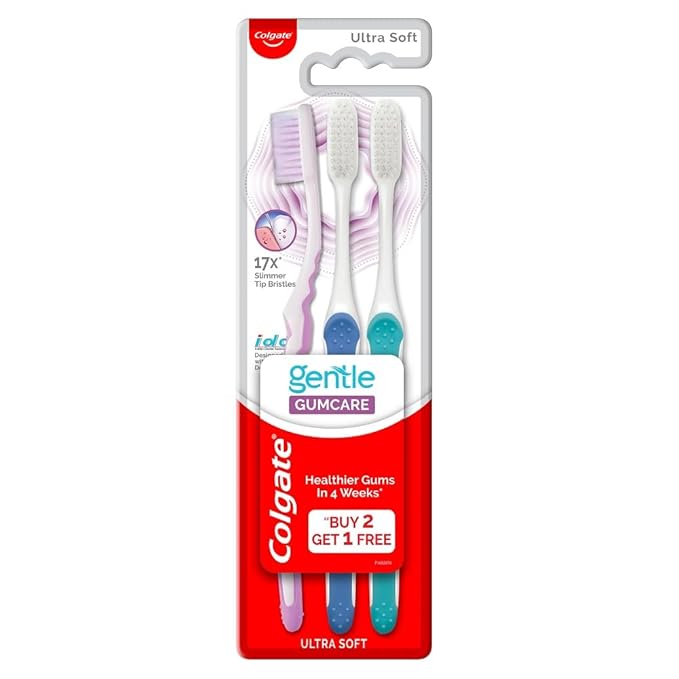 Colgate®
Ultra Soft
17X*
Slimmer
Tip Bristles
gentle
GUMCARE
Colgate®
Healthier Gums
In 4 Weeks*
**BUY 2
GET 1 FREE
ULTRA SOFT